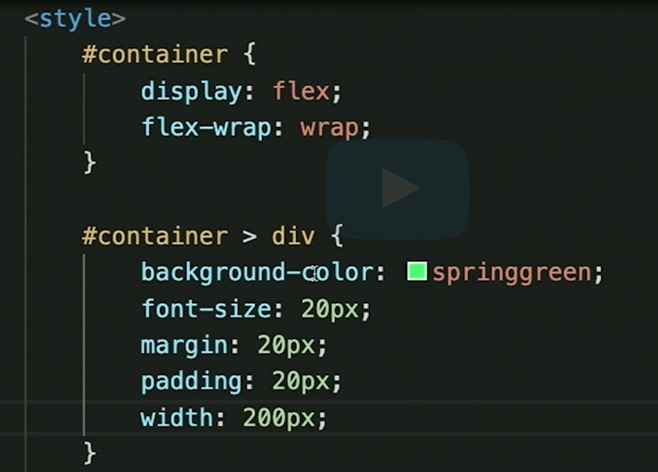 <style>
#container {
display: flex;
flex-wrap: wrap;
}
#container > div {
background-color: springgreen;
font-size: 20px;
margin: 20px;
padding: 20px;
width: 200px;
}